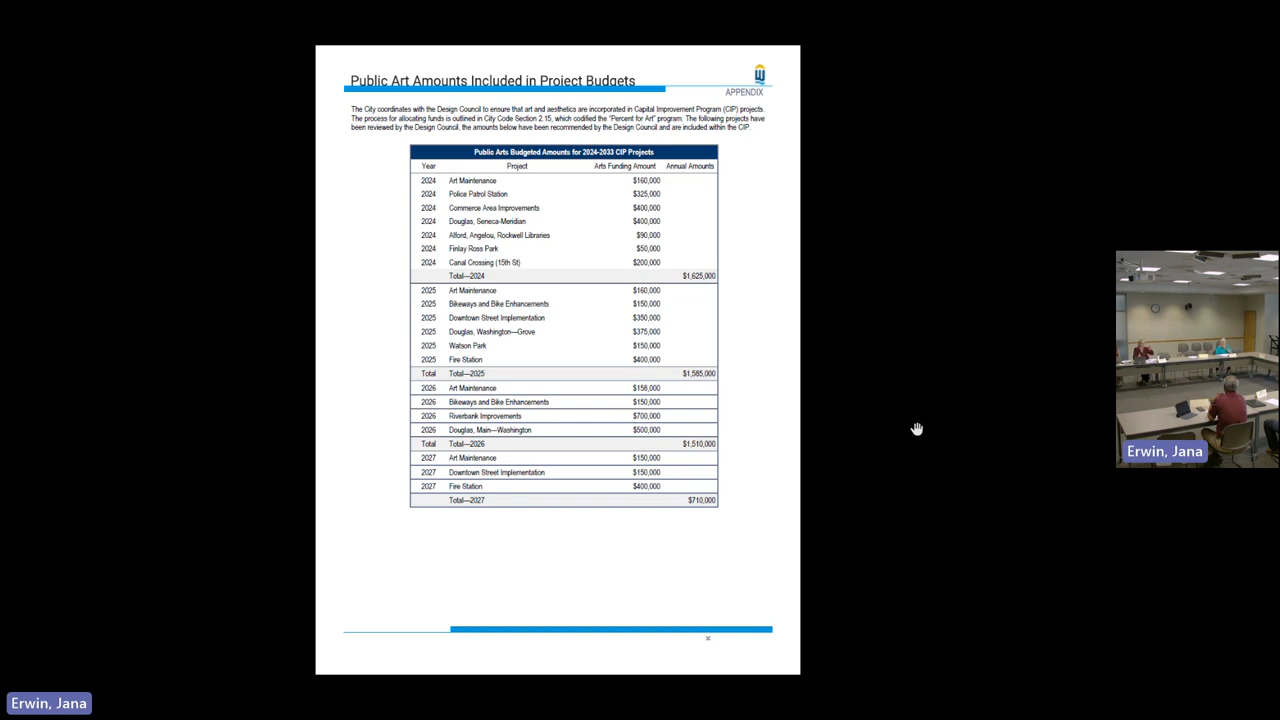 Public Art Amounts Included in Project Budgets
APPENDIX
The City coordinates with the Design Council to ensure that art and aesthetics are incorporated in Capital Improvement Program (CIP) projects.
The process for allocating funds is outlined in City Code Section 2.15, which codified the "Percent for Art" program. The following projects have
been reviewed by the Design Council, the amounts below have been recommended by the Design Council and are included within the CIP.
Public Arts Budgeted Amounts for 2024-2033 CIP Projects
Year Project Arts Funding Amount Annual Amounts
2024 Art Maintenance $160,000
2024 Police Patrol Station $325,000
2024 Commerce Area Improvements $400,000
2024 Douglas, Seneca-Meridian $400,000
2024 Alford, Angelou, Rockwell Libraries $90,000
2024 Finlay Ross Park $50,000
2024 Canal Crossing (15th St) $200,000
Total—2024 $1,625,000
2025 Art Maintenance $160,000
2025 Bikeways and Bike Enhancements $150,000
2025 Downtown Street Implementation $350,000
2025 Douglas, Washington—Grove $375,000
2025 Watson Park $150,000
2025 Fire Station $400,000
Total Total—2025 $1,585,000
2026 Art Maintenance $158,000
2026 Bikeways and Bike Enhancements $150,000
2026 Riverbank Improvements $700,000
2026 Douglas, Main—Washington $500,000
Total Total—2026 $1,510,000
2027 Art Maintenance $150,000
2027 Downtown Street Implementation $150,000
2027 Fire Station $400,000
Total—2027 $710,000
Erwin, Jana
Erwin, Jana